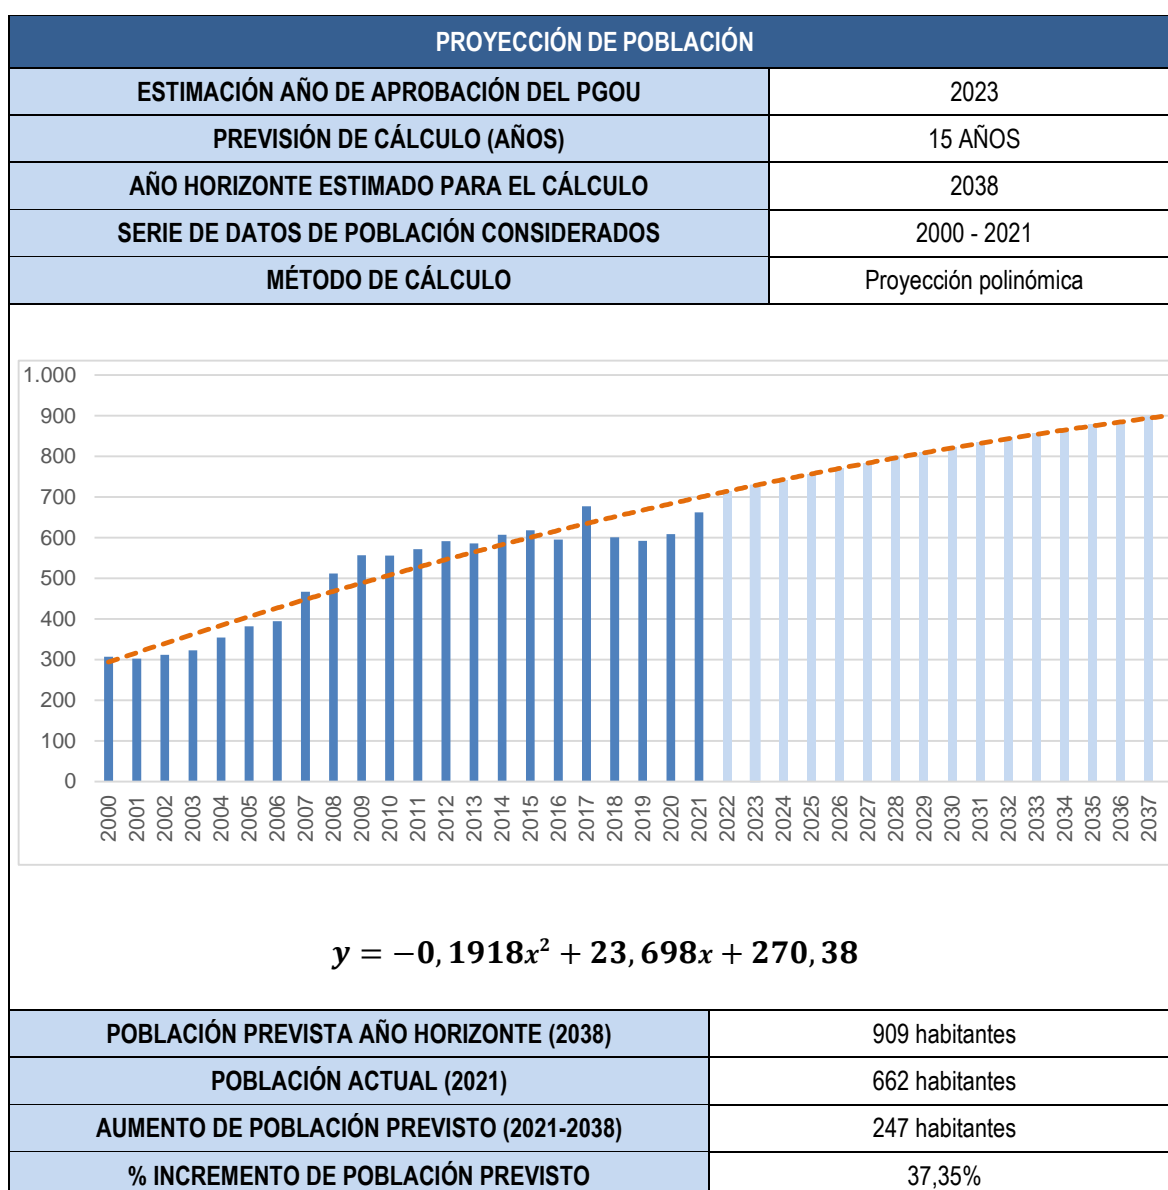 PROYECCIÓN DE POBLACIÓN
ESTIMACIÓN AÑO DE APROBACIÓN DEL PGOU 2023
PREVISIÓN DE CÁLCULO (AÑOS) 15 AÑOS
AÑO HORIZONTE ESTIMADO PARA EL CÁLCULO 2038
SERIE DE DATOS DE POBLACIÓN CONSIDERADOS 2000 - 2021
MÉTODO DE CÁLCULO Proyección polinómica
1.000
900
800
700
600
500
400
300
200
100
0
2000 2001 2002 2003 2004 2005 2006 2007 2008 2009 2010 2011 2012 2013 2014 2015 2016 2017 2018 2019 2020 2021 2022 2023 2024 2025 2026 2027 2028 2029 2030 2031 2032 2033 2034 2035 2036 2037
y = −0,1918x² + 23,698x + 270,38
POBLACIÓN PREVISTA AÑO HORIZONTE (2038) 909 habitantes
POBLACIÓN ACTUAL (2021) 662 habitantes
AUMENTO DE POBLACIÓN PREVISTO (2021-2038) 247 habitantes
% INCREMENTO DE POBLACIÓN PREVISTO 37,35%